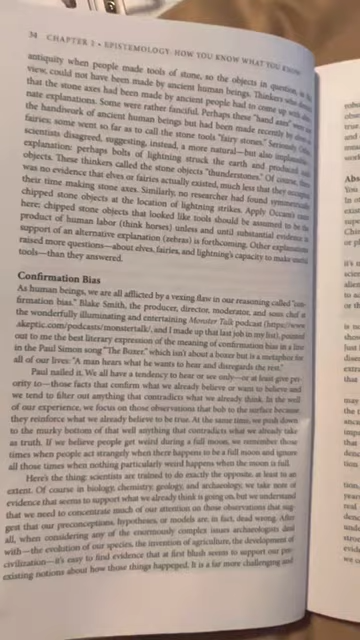 34 CHAPTER 2 • EPISTEMOLOGY: HOW YOU KNOW WHAT YOU KNOW
antiquity when people made tools of stone, so the objects in question, in
view, could not have been made by ancient human beings. Thinkers who
that the stone axes had been made by ancient people had to come up with
nate explanations. Some were rather fanciful. Perhaps these "hand axes" were
the handiwork of ancient human beings but had been made recently by
fairies; some went so far as to call the stone tools "fairy stones." Seriously. Other
scientists disagreed, suggesting, instead, a more natural—but also implausible
explanation: perhaps bolts of lightning struck the earth and produced
objects. These thinkers called the stone objects "thunderstones." Of course, there
was no evidence that elves or fairies actually existed, much less that they occupied
their time making stone axes. Similarly, no researcher had found symmetrically
chipped stone objects at the location of lightning strikes. Apply Occam's razor
here; chipped stone objects that looked like tools should be assumed to be the
product of human labor (think horses) unless and until substantial evidence in
support of an alternative explanation (zebras) is forthcoming. Other explanations
raised more questions—about elves, fairies, and lightning's capacity to make useful
tools—than they answered.
Confirmation Bias
As human beings, we are all afflicted by a vexing flaw in our reasoning called "con-
firmation bias." Blake Smith, the producer, director, moderator, and sous chef at
the wonderfully illuminating and entertaining Monster Talk podcast (https://www
.skeptic.com/podcasts/monstertalk/, and I made up that last job in my list), pointed
out to me the best literary expression of the meaning of confirmation bias in a line
in the Paul Simon song "The Boxer," which isn't about a boxer but is a metaphor for
all of our lives: "A man hears what he wants to hear and disregards the rest."
Paul nailed it. We all have a tendency to hear or see only—or at least give pri-
ority to—those facts that confirm what we already believe or want to believe and
we tend to filter out anything that contradicts what we already think. In the well
of our experience, we focus on those observations that bob to the surface because
they reinforce what we already believe to be true. At the same time, we push down
to the murky bottom of that well anything that contradicts what we already take
as truth. If we believe people get weird during a full moon, we remember those
times when people act strangely when there happens to be a full moon and ignore
all those times when nothing particularly weird happens when the moon is full.
Here's the thing: scientists are trained to do exactly the opposite, at least to an
extent. Of course in biology, chemistry, geology, and archaeology, we take note of
evidence that seems to support what we already think is going on, but we understand
that we need to concentrate much of our attention on those observations that sug-
gest that our preconceptions, hypotheses, or models are, in fact, dead wrong. After
all, when considering any of the enormously complex issues archaeologists deal
with—the evolution of our species, the invention of agriculture, the development of
civilization—it's easy to find evidence that at first blush seems to support our pre-
existing notions about how those things happened. It is a far more challenging and